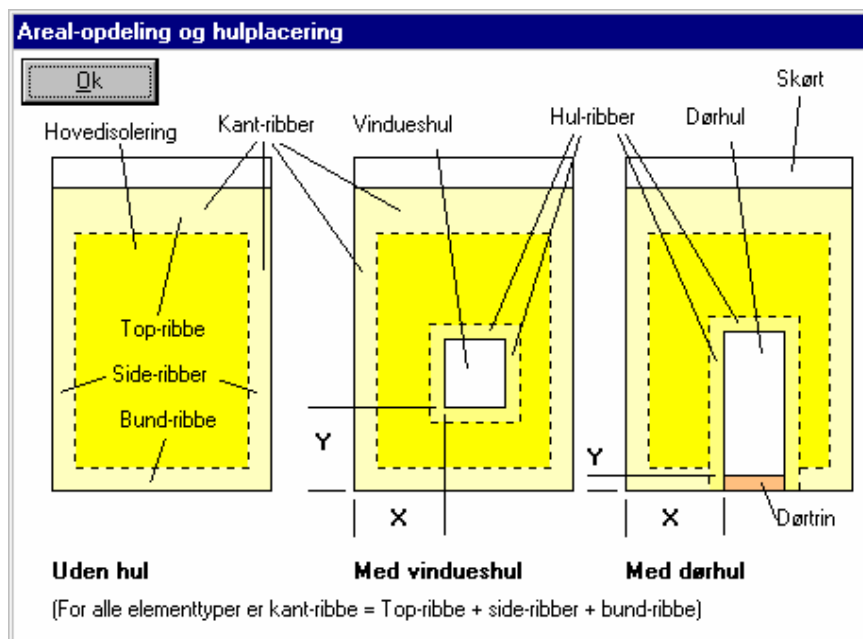 Areal-opdeling og hulplacering
Ok
Skørt
Hovedisolering
Kant-ribber
Vindueshul
Hul-ribber
Dørhul
Top-ribbe
Side-ribber
Bund-ribbe
Y
X
Y
X
Dørtrin
Uden hul
Med vindueshul
Med dørhul
(For alle elementtyper er kant-ribbe = Top-ribbe + side-ribber + bund-ribbe)